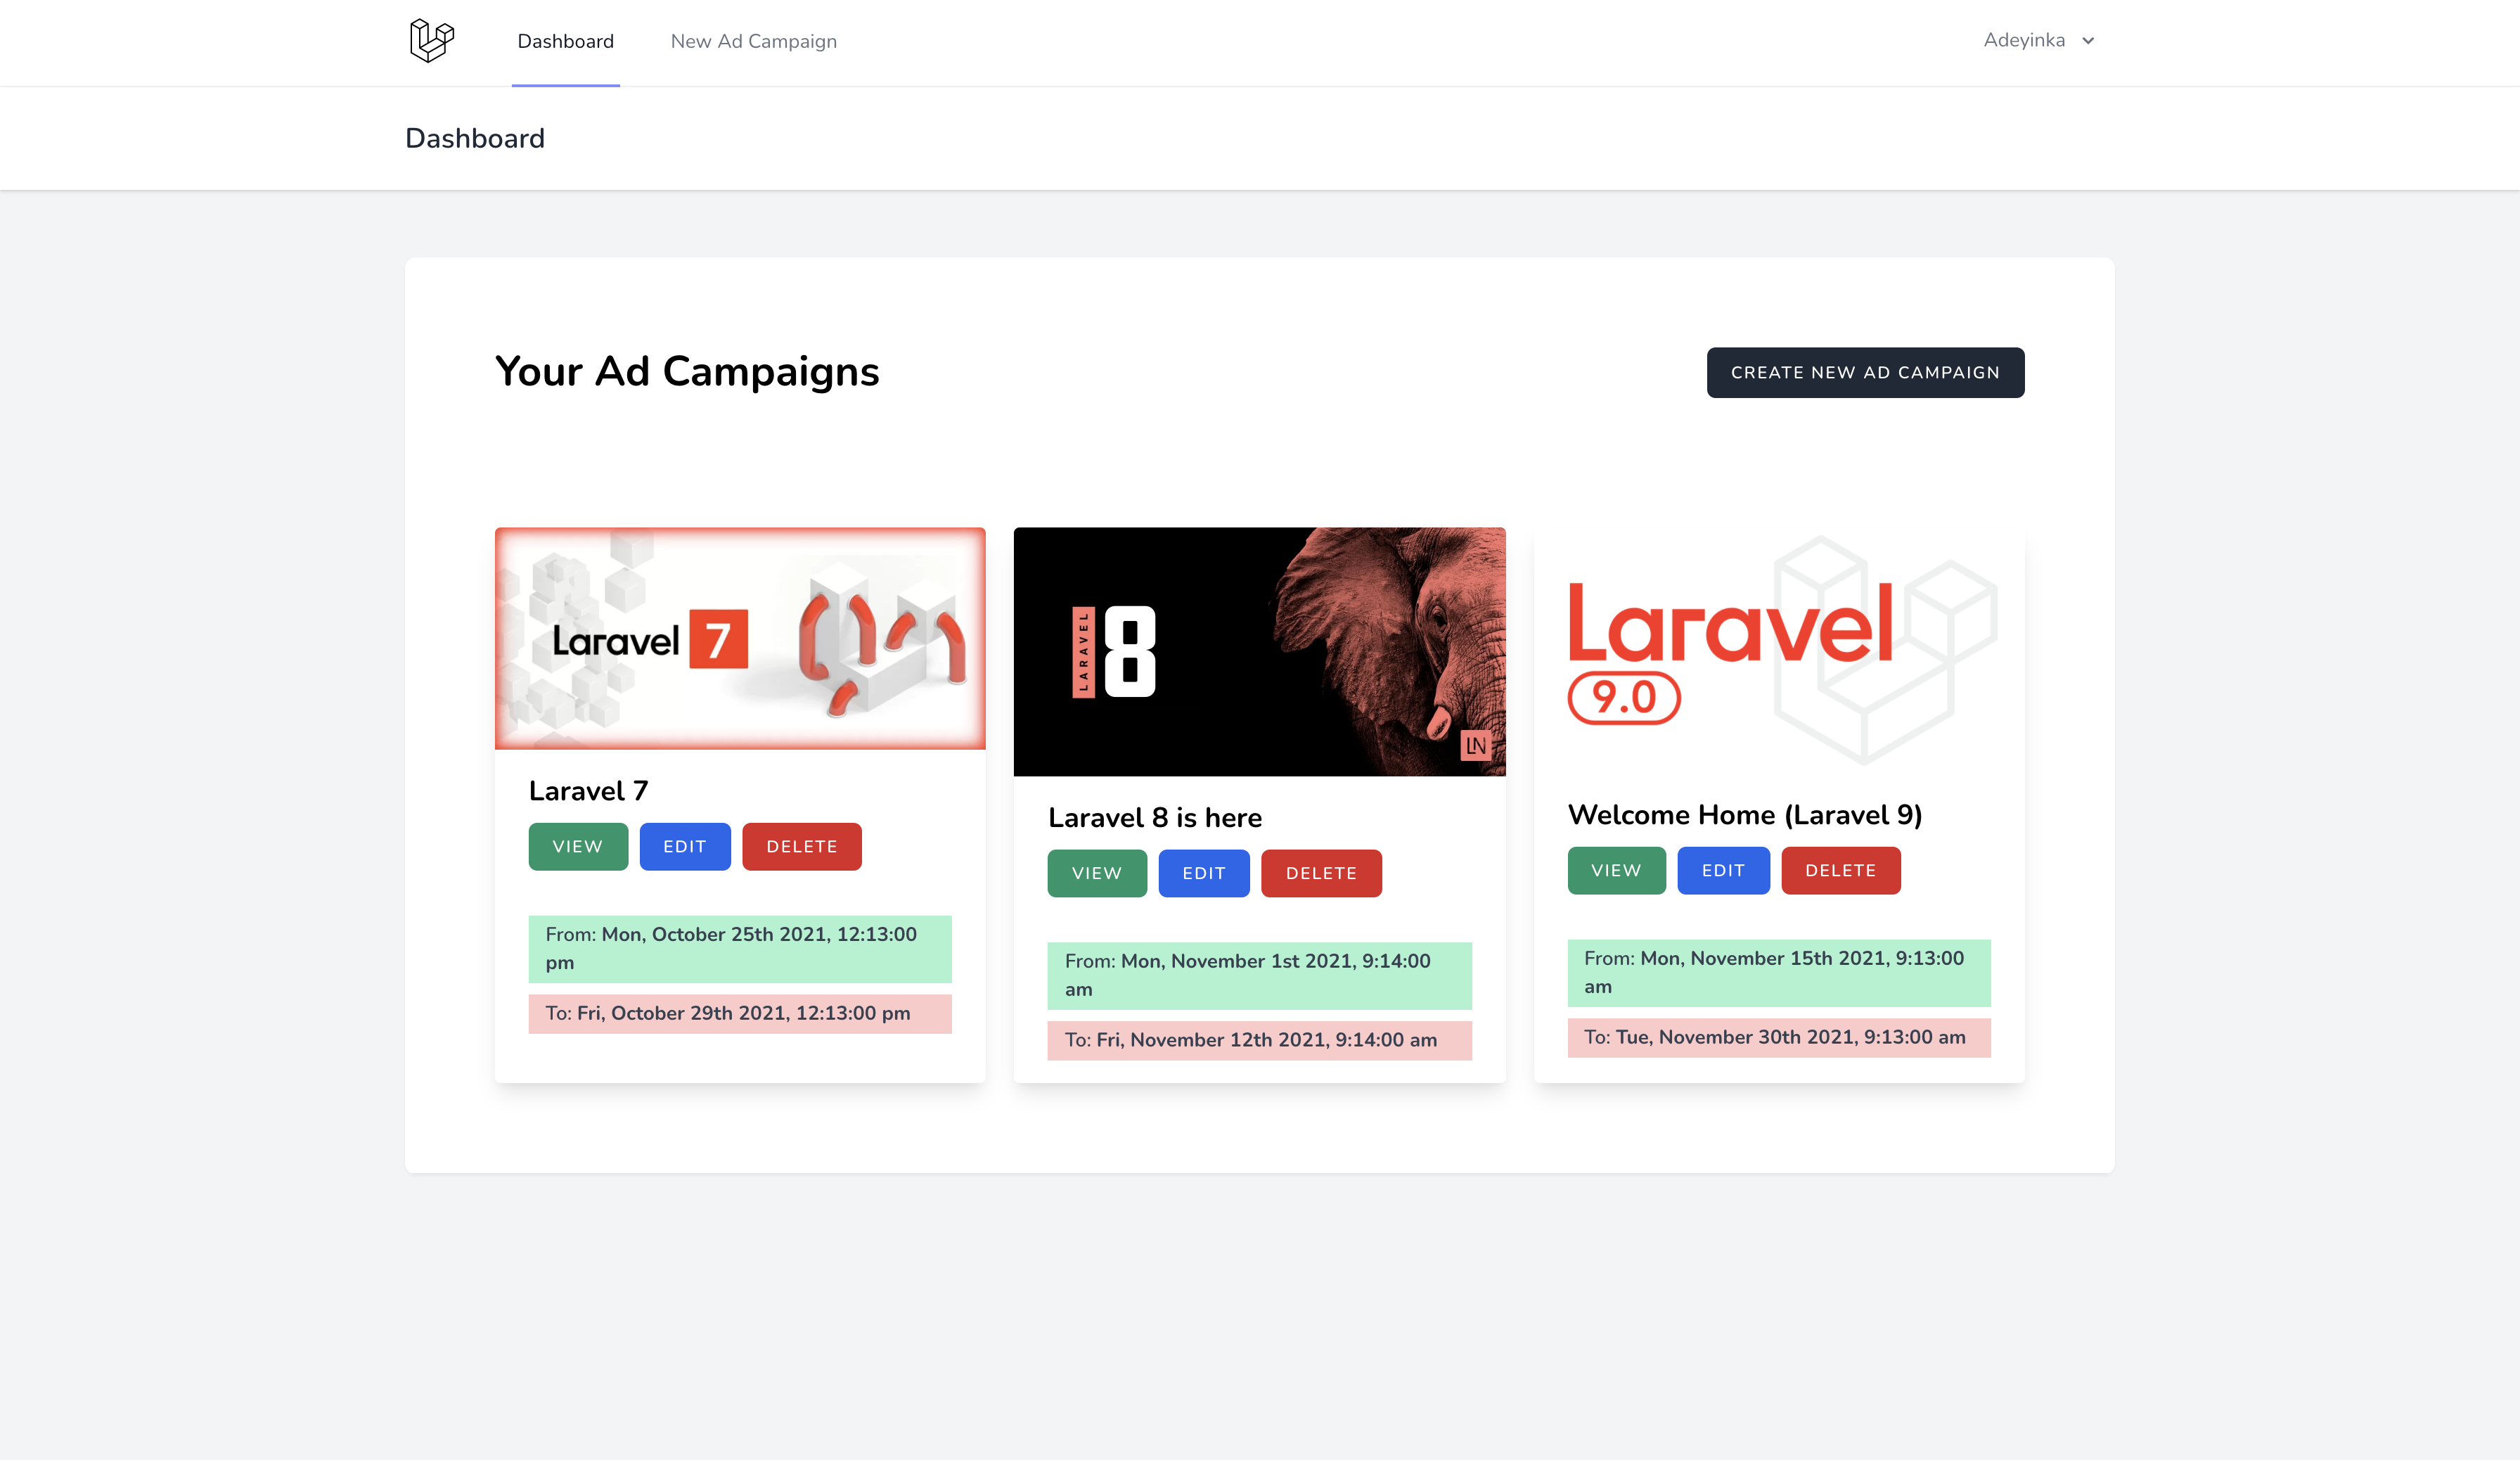 Dashboard
New Ad Campaign
Adeyinka
Dashboard
Your Ad Campaigns
CREATE NEW AD CAMPAIGN
Laravel 7
Laravel 7
VIEW
EDIT
DELETE
From: Mon, October 25th 2021, 12:13:00
pm
To: Fri, October 29th 2021, 12:13:00 pm
LARAVEL
8
LN
Laravel 8 is here
VIEW
EDIT
DELETE
From: Mon, November 1st 2021, 9:14:00
am
To: Fri, November 12th 2021, 9:14:00 am
Laravel
9.0
Welcome Home (Laravel 9)
VIEW
EDIT
DELETE
From: Mon, November 15th 2021, 9:13:00
am
To: Tue, November 30th 2021, 9:13:00 am